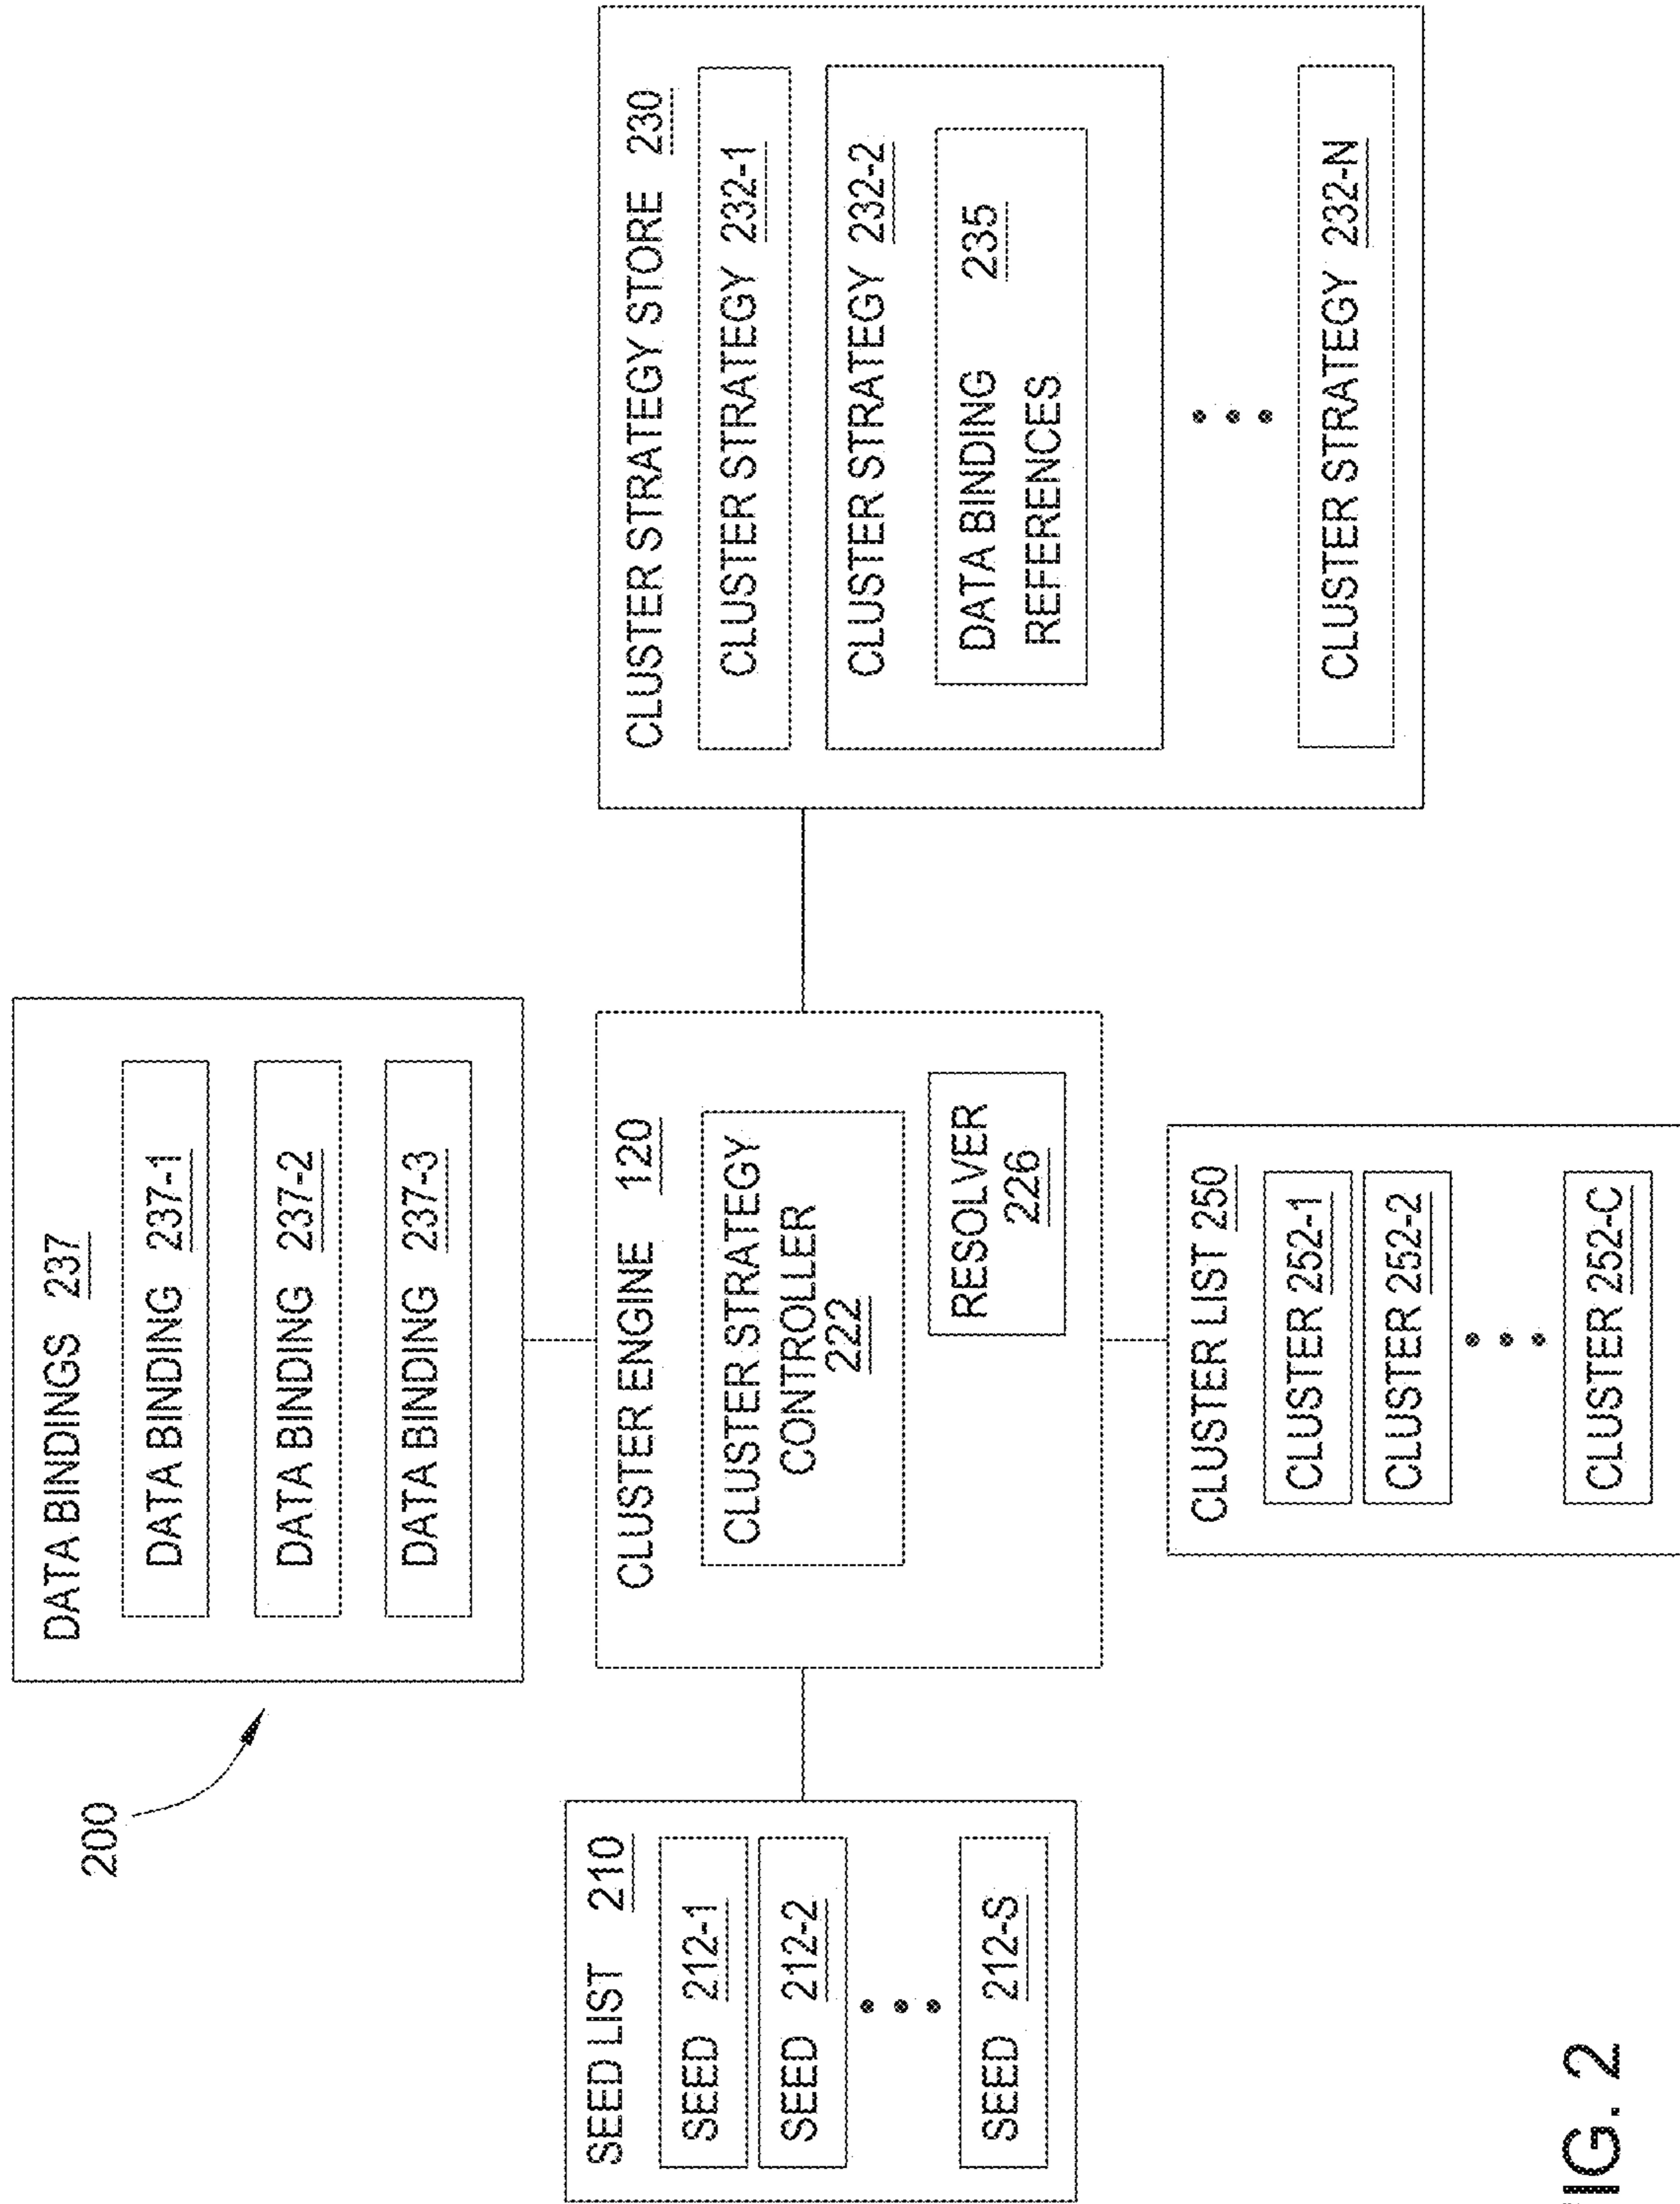 200
DATA BINDINGS 237
DATA BINDING 237-1
DATA BINDING 237-2
DATA BINDING 237-3
SEED LIST 210
SEED 212-1
SEED 212-2
SEED 212-S
CLUSTER ENGINE 120
CLUSTER STRATEGY
CONTROLLER
222
RESOLVER
226
CLUSTER STRATEGY STORE 230
CLUSTER STRATEGY 232-1
CLUSTER STRATEGY 232-2
DATA BINDING 235
REFERENCES
CLUSTER STRATEGY 232-N
CLUSTER LIST 250
CLUSTER 252-1
CLUSTER 252-2
CLUSTER 252-C
IG. 2